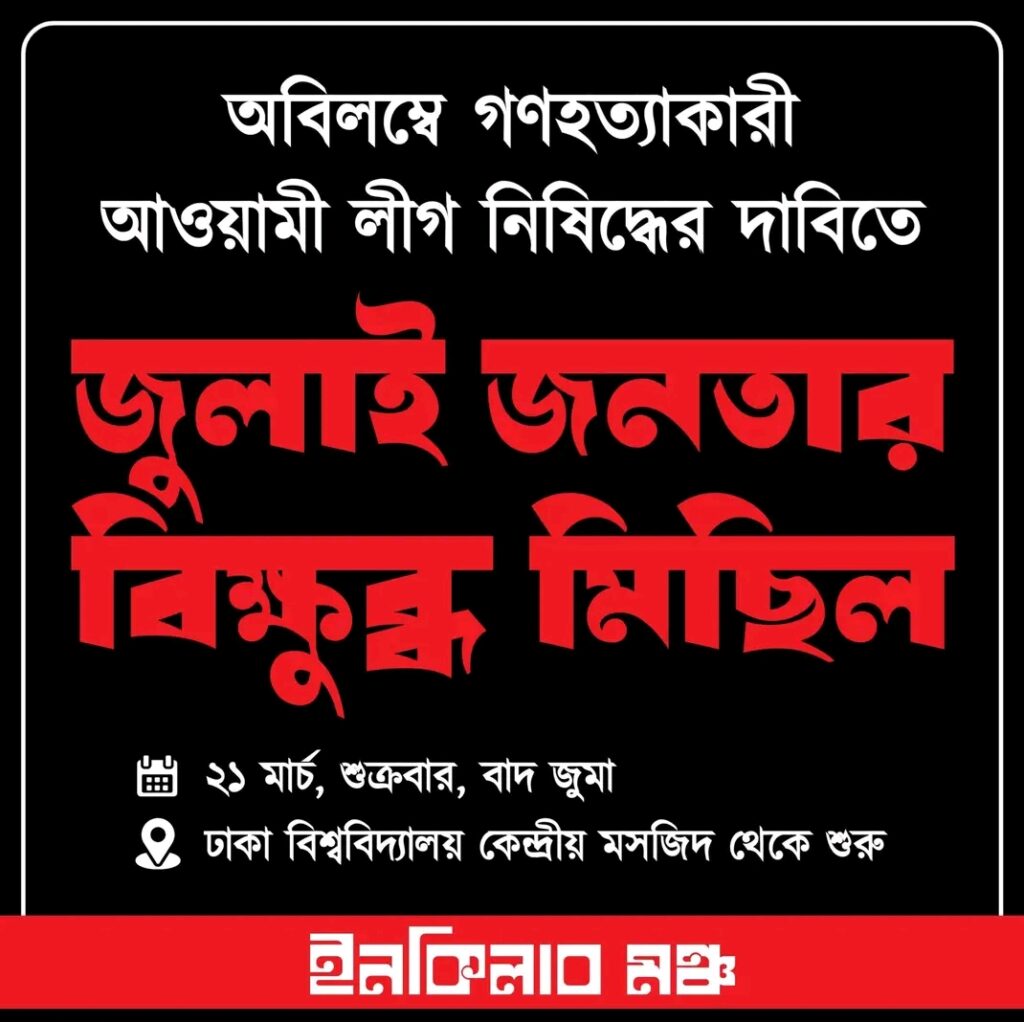 অবিলম্বে গণহত্যাকারী
আওয়ামী লীগ নিষিদ্ধের দাবিতে
জুলাই জনতার
বিক্ষুব্ধ মিছিল
২১ মার্চ, শুক্রবার, বাদ জুমা
ঢাকা বিশ্ববিদ্যালয় কেন্দ্রীয় মসজিদ থেকে শুরু
ইনকিলাব মঞ্চ